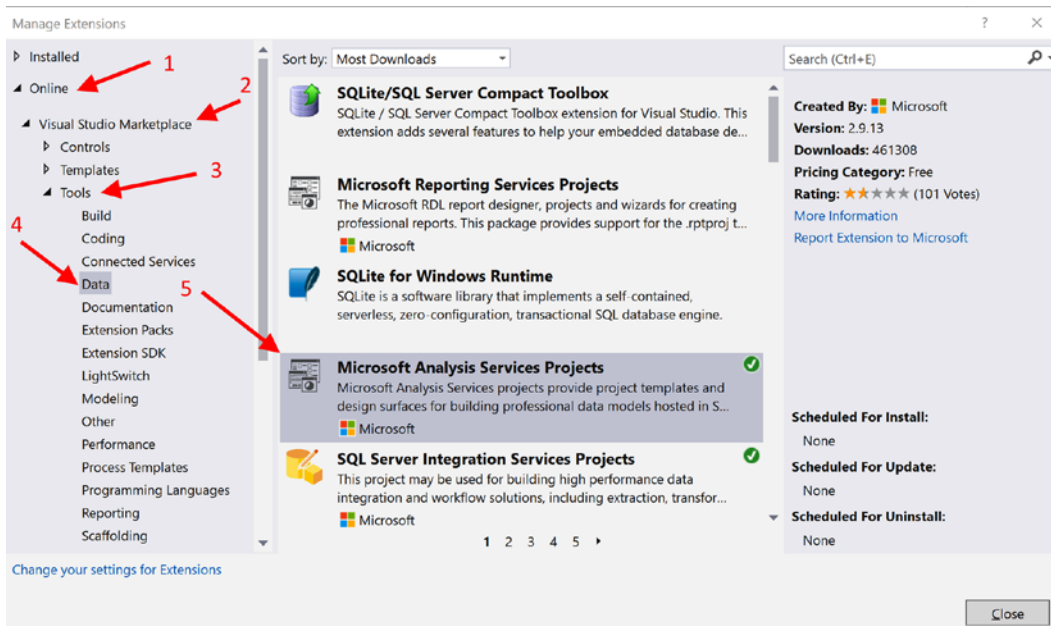 Manage Extensions
?
×
Installed
1
Online
2
Visual Studio Marketplace
Controls
Templates
3
Tools
Build
4
Coding
Connected Services
5
Data
Documentation
Extension Packs
Extension SDK
LightSwitch
Modeling
Other
Performance
Process Templates
Programming Languages
Reporting
Scaffolding
Change your settings for Extensions
Sort by: Most Downloads
SQLite/SQL Server Compact Toolbox
SQLite / SQL Server Compact Toolbox extension for Visual Studio. This
extension adds several features to help your embedded database de...
Microsoft Reporting Services Projects
The Microsoft RDL report designer, projects and wizards for creating
professional reports. This package provides support for the .rptproj t...
Microsoft
SQLite for Windows Runtime
SQLite is a software library that implements a self-contained,
serverless, zero-configuration, transactional SQL database engine.
Microsoft Analysis Services Projects
Microsoft Analysis Services projects provide project templates and
design surfaces for building professional data models hosted in S...
Microsoft
SQL Server Integration Services Projects
This project may be used for building high performance data
integration and workflow solutions, including extraction, transfor...
Microsoft
1 2 3 4 5
Search (Ctrl+E)
Created By: Microsoft
Version: 2.9.13
Downloads: 461308
Pricing Category: Free
Rating: ★★★★★ (101 Votes)
More Information
Report Extension to Microsoft
Scheduled For Install:
None
Scheduled For Update:
None
Scheduled For Uninstall:
None
Close